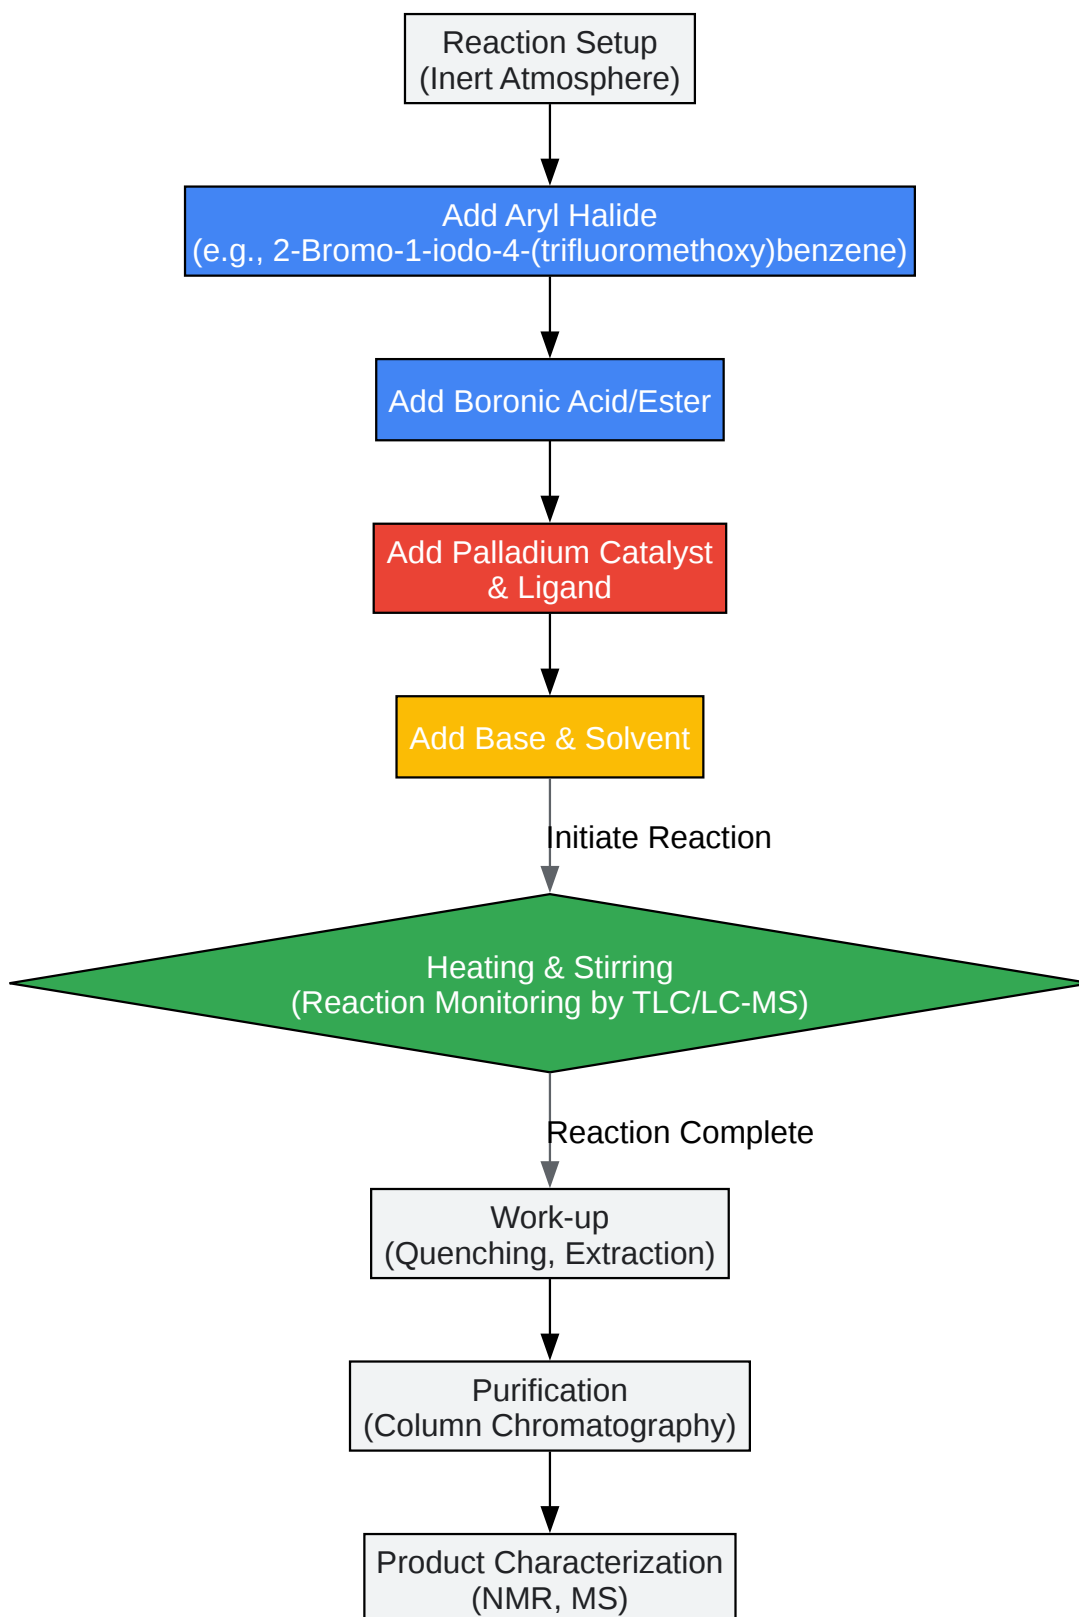 Reaction Setup
(Inert Atmosphere)
Add Aryl Halide
(e.g., 2-Bromo-1-iodo-4-(trifluoromethoxy)benzene)
Add Boronic Acid/Ester
Add Palladium Catalyst
& Ligand
Add Base & Solvent
Initiate Reaction
Heating & Stirring
(Reaction Monitoring by TLC/LC-MS)
Reaction Complete
Work-up
(Quenching, Extraction)
Purification
(Column Chromatography)
Product Characterization
(NMR, MS)